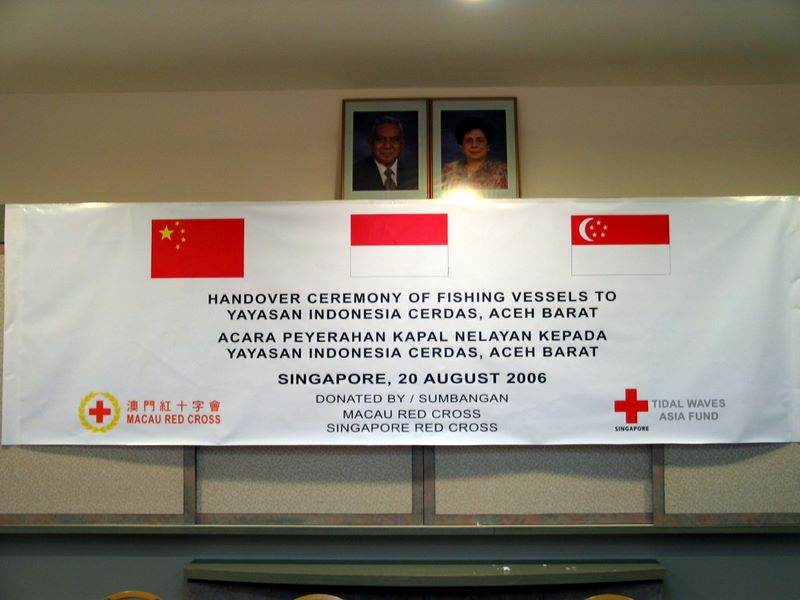 HANDOVER CEREMONY OF FISHING VESSELS TO
YAYASAN INDONESIA CERDAS, ACEH BARAT
ACARA PEYERAHAN KAPAL NELAYAN KEPADA
YAYASAN INDONESIA CERDAS, ACEH BARAT
SINGAPORE, 20 AUGUST 2006
DONATED BY / SUMBANGAN
MACAU RED CROSS
SINGAPORE RED CROSS
澳門紅十字會
MACAU RED CROSS
SINGAPORE
TIDAL WAVES
ASIA FUND